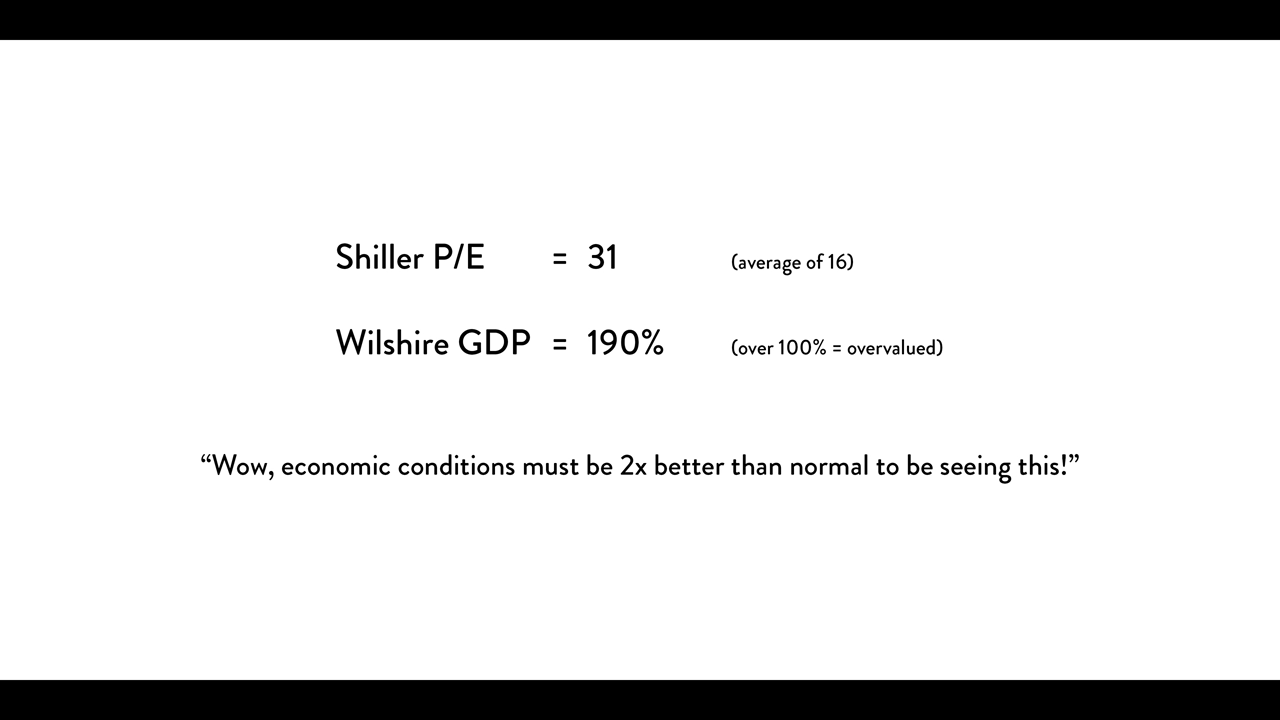 Shiller P/E = 31 (average of 16)
Wilshire GDP = 190% (over 100% = overvalued)
“Wow, economic conditions must be 2x better than normal to be seeing this!”